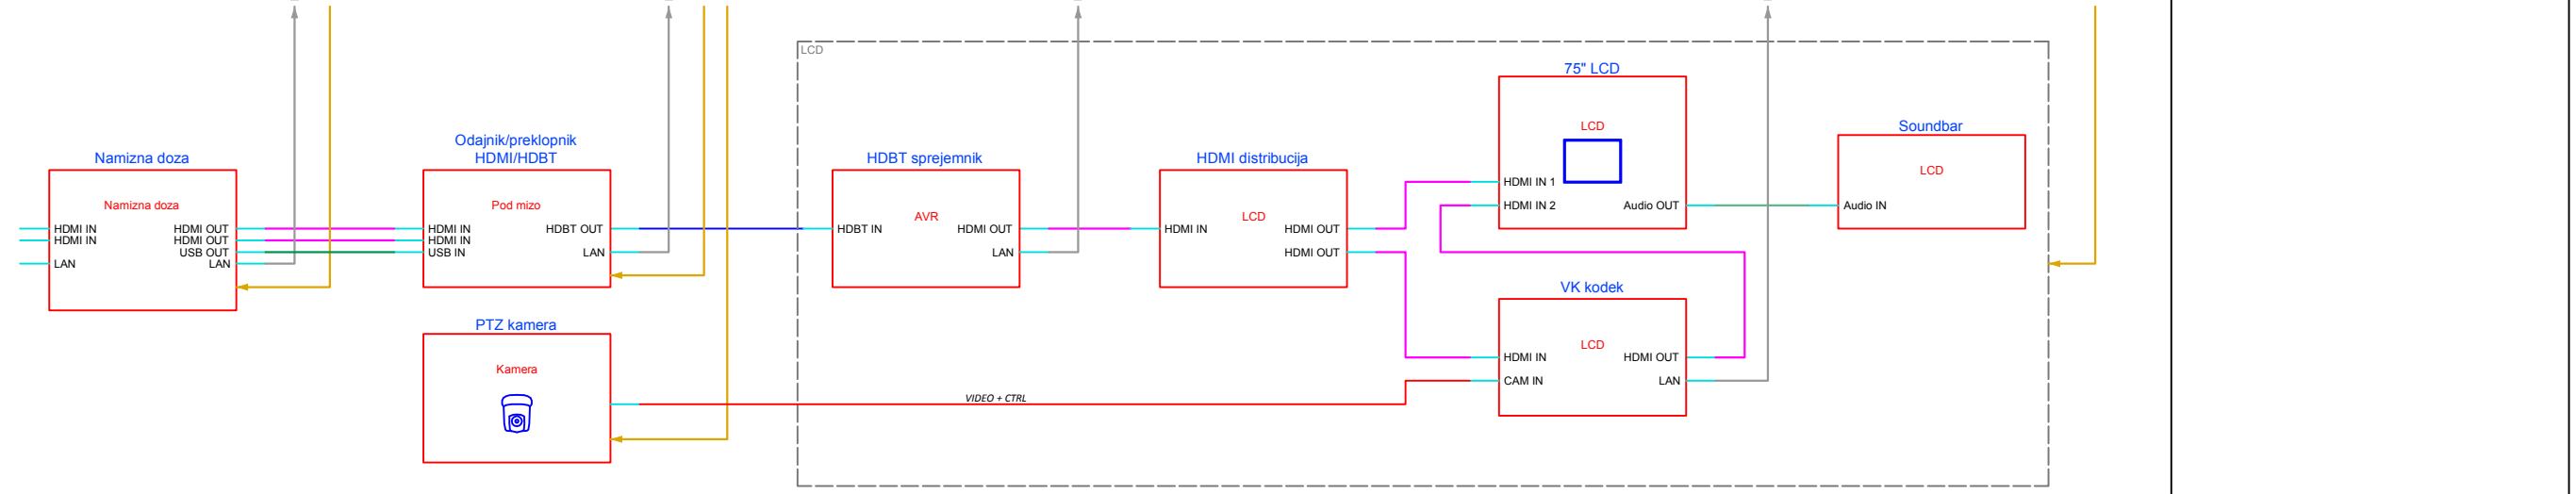 LCD
Namizna doza
Namizna doza
HDMI IN
HDMI IN
LAN
HDMI OUT
HDMI OUT
USB OUT
LAN
Odajnik/preklopnik
HDMI/HDBT
Pod mizo
HDMI IN
HDMI IN
USB IN
HDBT OUT
LAN
PTZ kamera
Kamera
VIDEO + CTRL
HDBT sprejemnik
AVR
HDBT IN
HDMI OUT
LAN
HDMI distribucija
LCD
HDMI IN
HDMI OUT
HDMI OUT
75" LCD
LCD
HDMI IN 1
HDMI IN 2
Audio OUT
VK kodek
LCD
HDMI IN
CAM IN
HDMI OUT
LAN
Soundbar
LCD
Audio IN